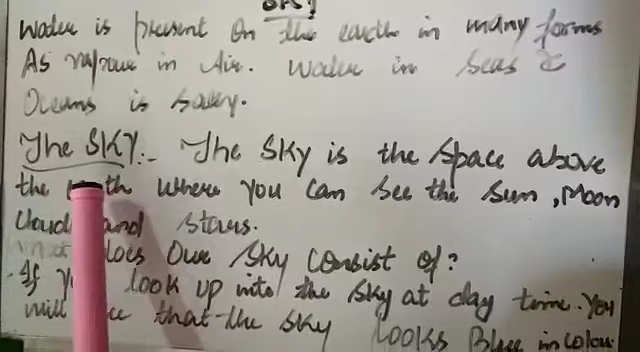 SKY
Water is present on the earth in many forms
As vapour in Air. Water in Seas &
Oceans is salty.
The SKY:- The SKY is the space above
the where you can see the Sun, Moon
and stars.
does Our SKY consist of?
If look up into the SKY at day time. You
will that the SKY looks Blue in colour